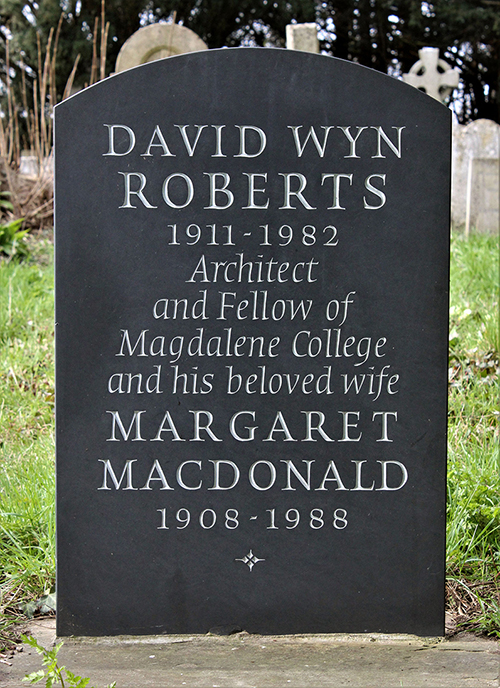 DAVID WYN
ROBERTS
1911-1982
Architect
and Fellow of
Magdalene College
and his beloved wife
MARGARET
MACDONALD
1908-1988